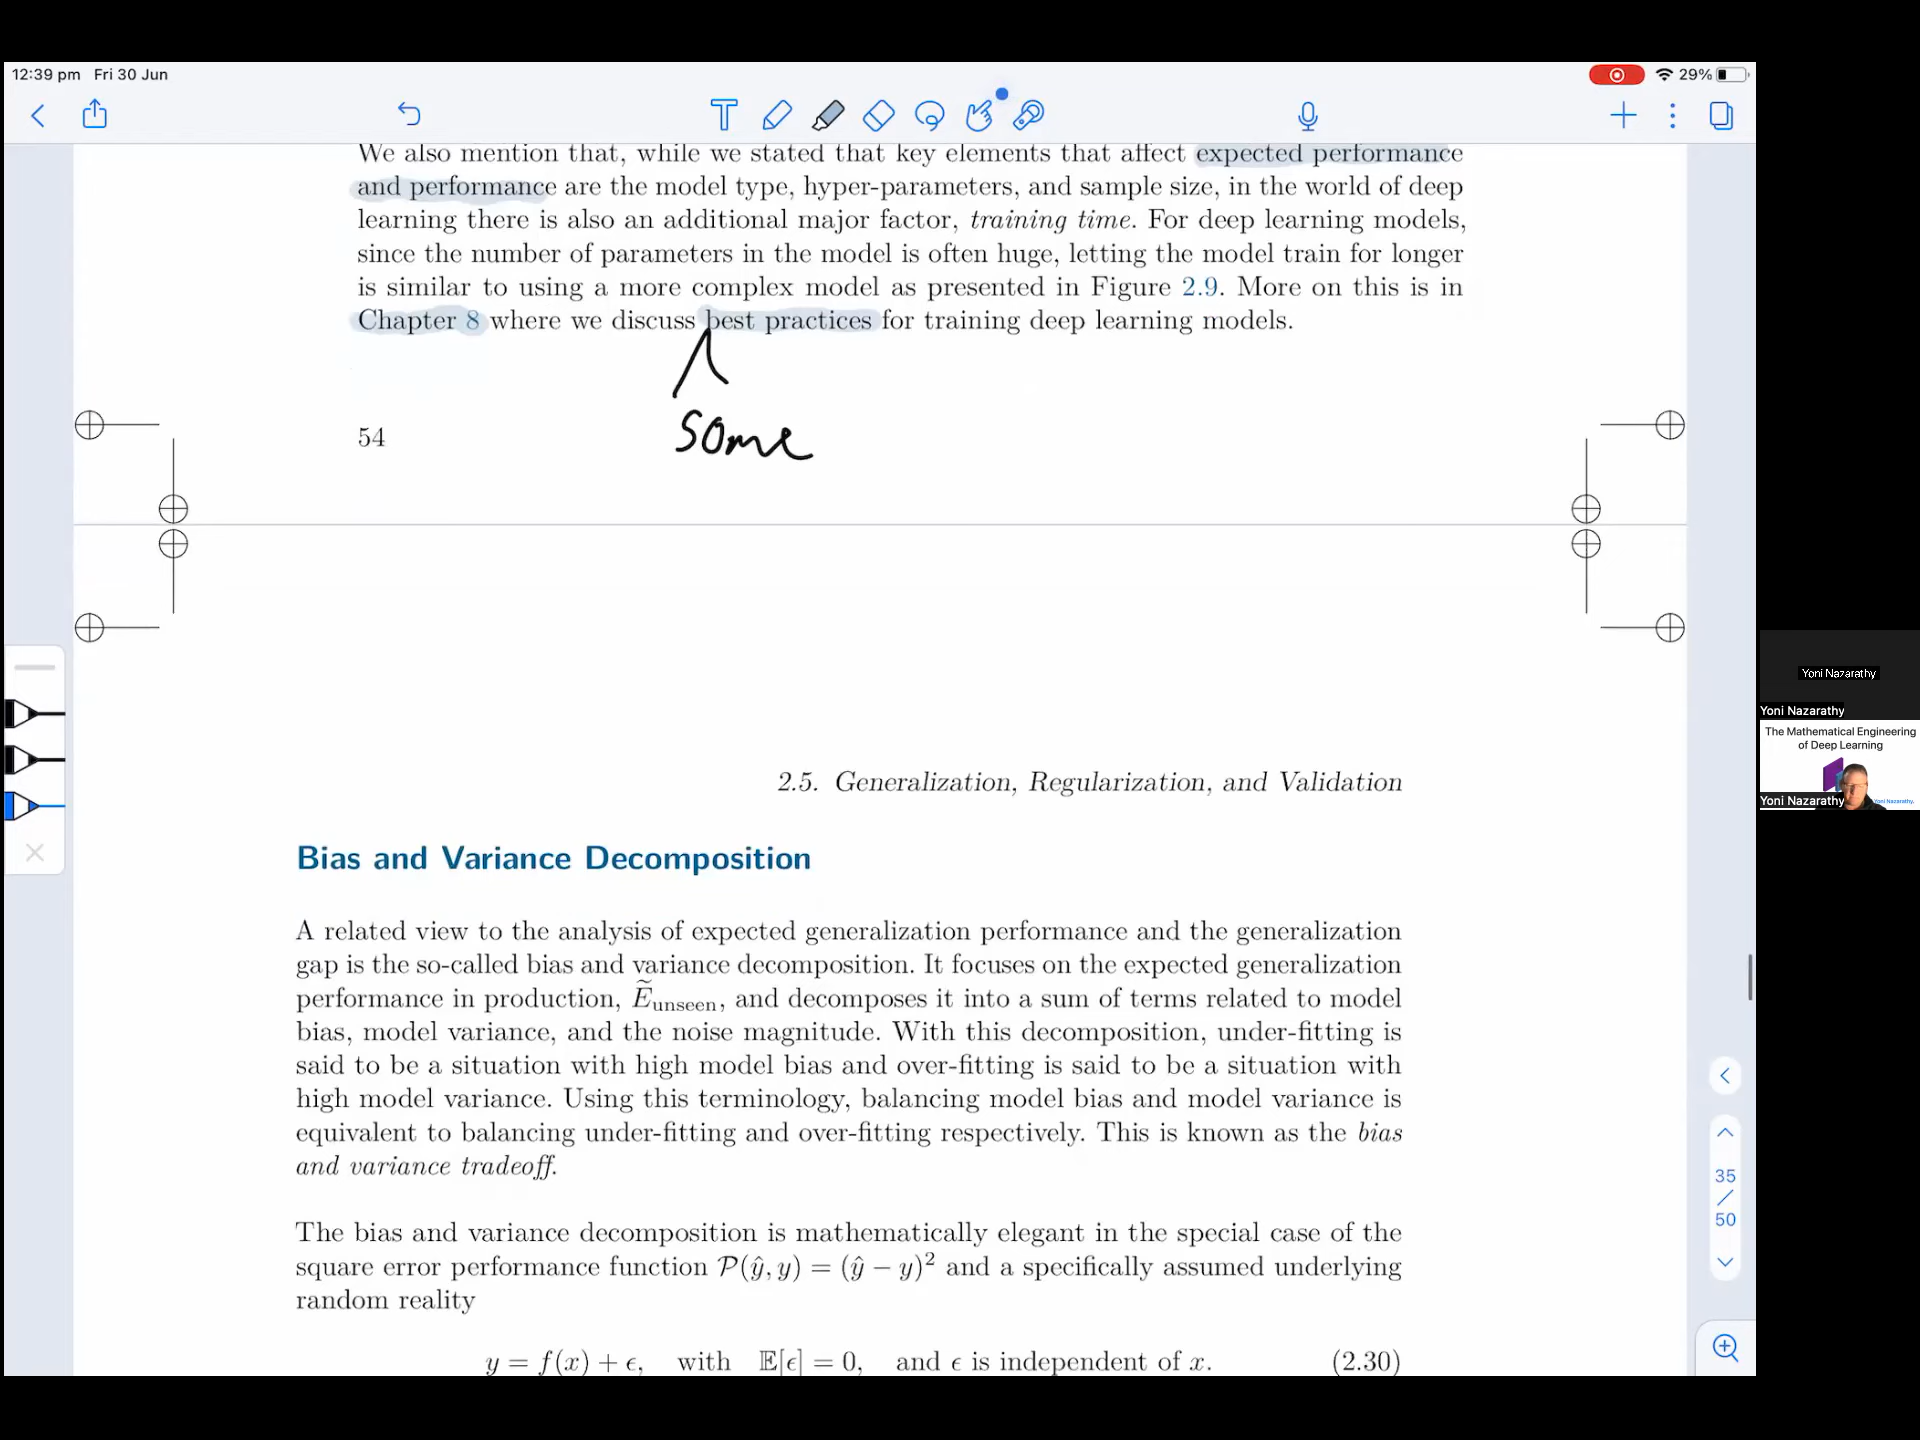 12:39 pm Fri 30 Jun
29%
We also mention that, while we stated that key elements that affect expected performance
and performance are the model type, hyper-parameters, and sample size, in the world of deep
learning there is also an additional major factor, training time. For deep learning models,
since the number of parameters in the model is often huge, letting the model train for longer
is similar to using a more complex model as presented in Figure 2.9. More on this is in
Chapter 8 where we discuss best practices for training deep learning models.
some
54
2.5. Generalization, Regularization, and Validation
Bias and Variance Decomposition
A related view to the analysis of expected generalization performance and the generalization
gap is the so-called bias and variance decomposition. It focuses on the expected generalization
performance in production, Ẽunseen, and decomposes it into a sum of terms related to model
bias, model variance, and the noise magnitude. With this decomposition, under-fitting is
said to be a situation with high model bias and over-fitting is said to be a situation with
high model variance. Using this terminology, balancing model bias and model variance is
equivalent to balancing under-fitting and over-fitting respectively. This is known as the bias
and variance tradeoff.
The bias and variance decomposition is mathematically elegant in the special case of the
square error performance function P(ŷ, y) = (ŷ − y)² and a specifically assumed underlying
random reality
y = f(x) + ϵ, with 𝔼[ϵ] = 0, and ϵ is independent of x. (2.30)
35
/
50
Yoni Nazarathy
Yoni Nazarathy
The Mathematical Engineering
of Deep Learning
Yoni Nazarathy
Yoni Nazarathy.